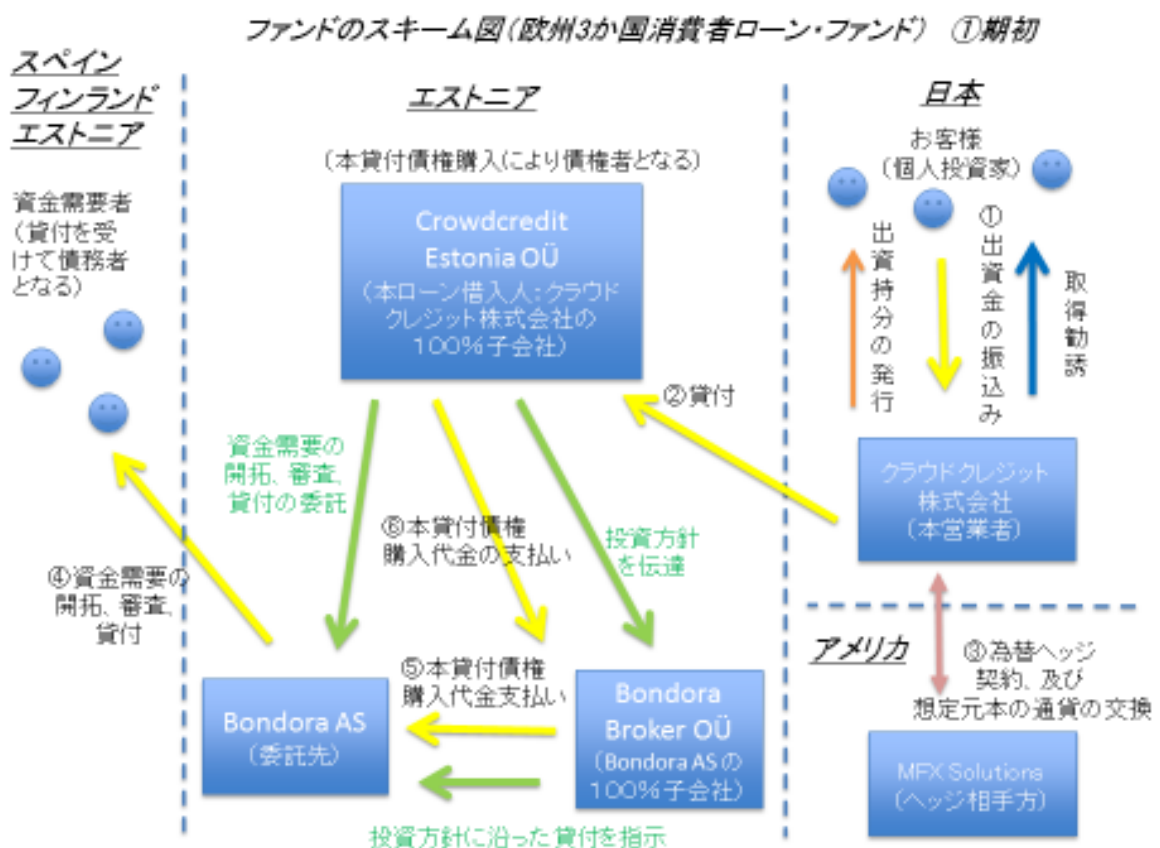 ファンドのスキーム図(欧州3か国消費者ローン・ファンド) ①期初
スペイン
フィンランド
エストニア
資金需要者
(貸付を受
けて債務者
となる)
④資金需要の
開拓、審査、
貸付
エストニア
(本貸付債権購入により債権者となる)
Crowdcredit
Estonia OÜ
(本ローン借入人:クラウド
クレジット株式会社の
100%子会社)
資金需要の
開拓、審査、
貸付の委託
⑥本貸付債権
購入代金の支払い
投資方針
を伝達
②貸付
⑤本貸付債権
購入代金支払い
Bondora AS
(委託先)
Bondora
Broker OÜ
(Bondora ASの
100%子会社)
投資方針に沿った貸付を指示
日本
お客様
(個人投資家)
出資持分の発行
①出資金の振込み
取得勧誘
クラウドクレジット
株式会社
(本営業者)
アメリカ
③為替ヘッジ
契約、及び
想定元本の通貨の交換
MFX Solutions
(ヘッジ相手方)